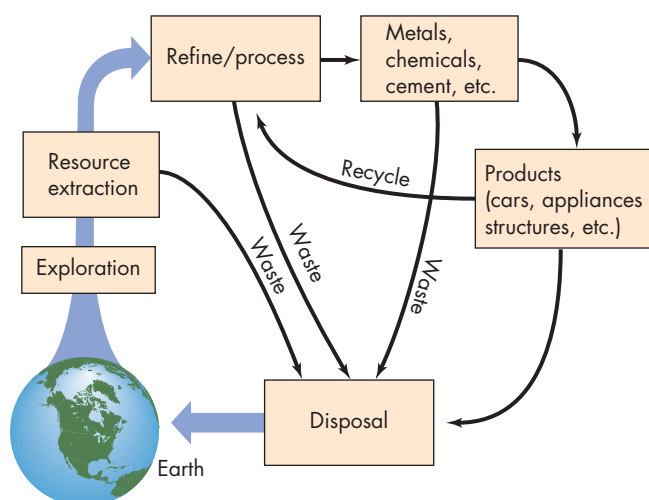 Refine/process
Metals,
chemicals,
cement, etc.
Resource
extraction
Recycle
Products
(cars, appliances
structures, etc.)
Exploration
Waste
Waste
Waste
Disposal
Earth